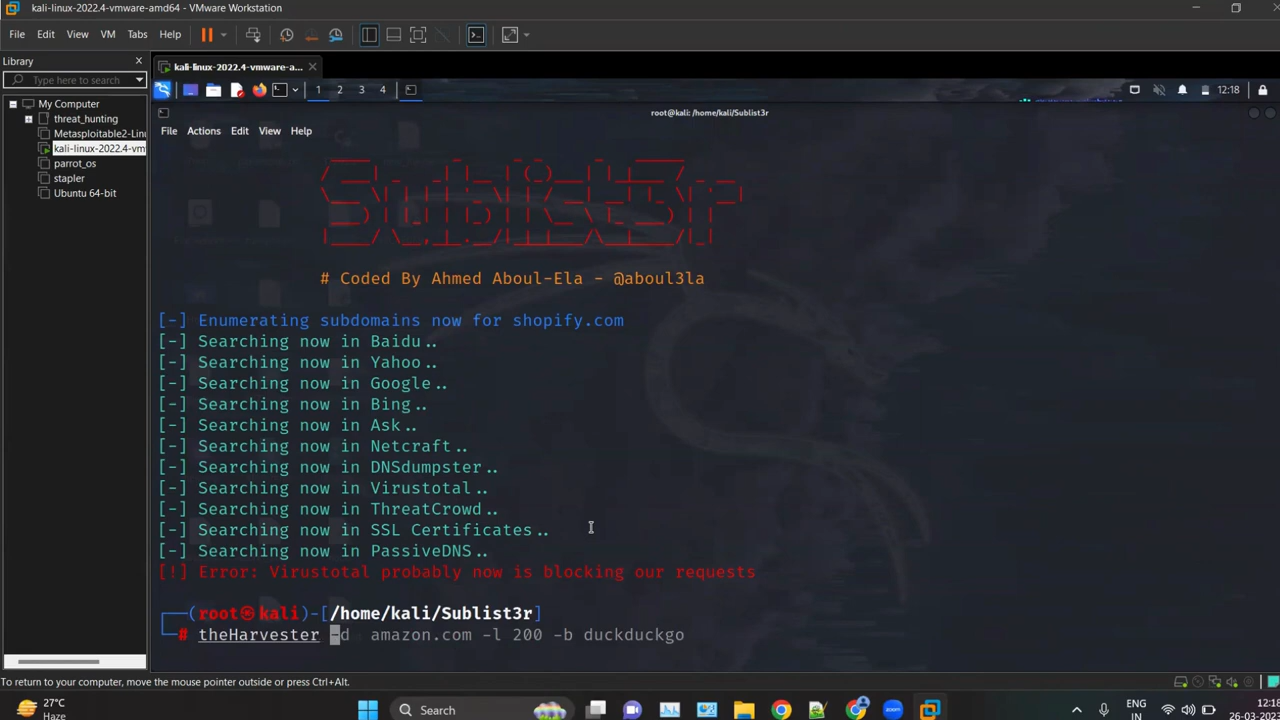 kali-linux-2022.4-vmware-amd64 - VMware Workstation
File Edit View VM Tabs Help
Library
Type here to search
My Computer
threat_hunting
Metasploitable2-Linu
kali-linux-2022.4-vm
parrot_os
stapler
Ubuntu 64-bit
kali-linux-2022.4-vmware-a...
1 2 3 4
12:18
root@kali: /home/kali/Sublist3r
File Actions Edit View Help
Sublist3r
# Coded By Ahmed Aboul-Ela - @aboul3la
[-] Enumerating subdomains now for shopify.com
[-] Searching now in Baidu..
[-] Searching now in Yahoo..
[-] Searching now in Google..
[-] Searching now in Bing..
[-] Searching now in Ask..
[-] Searching now in Netcraft..
[-] Searching now in DNSdumpster..
[-] Searching now in Virustotal..
[-] Searching now in ThreatCrowd..
[-] Searching now in SSL Certificates..
[-] Searching now in PassiveDNS..
[!] Error: Virustotal probably now is blocking our requests
(root㉿kali)-[/home/kali/Sublist3r]
# theHarvester -d  amazon.com -l 200 -b duckduckgo
To return to your computer, move the mouse pointer outside or press Ctrl+Alt.
27°C
Haze
Search
ENG
IN
12:18
26-03-2023